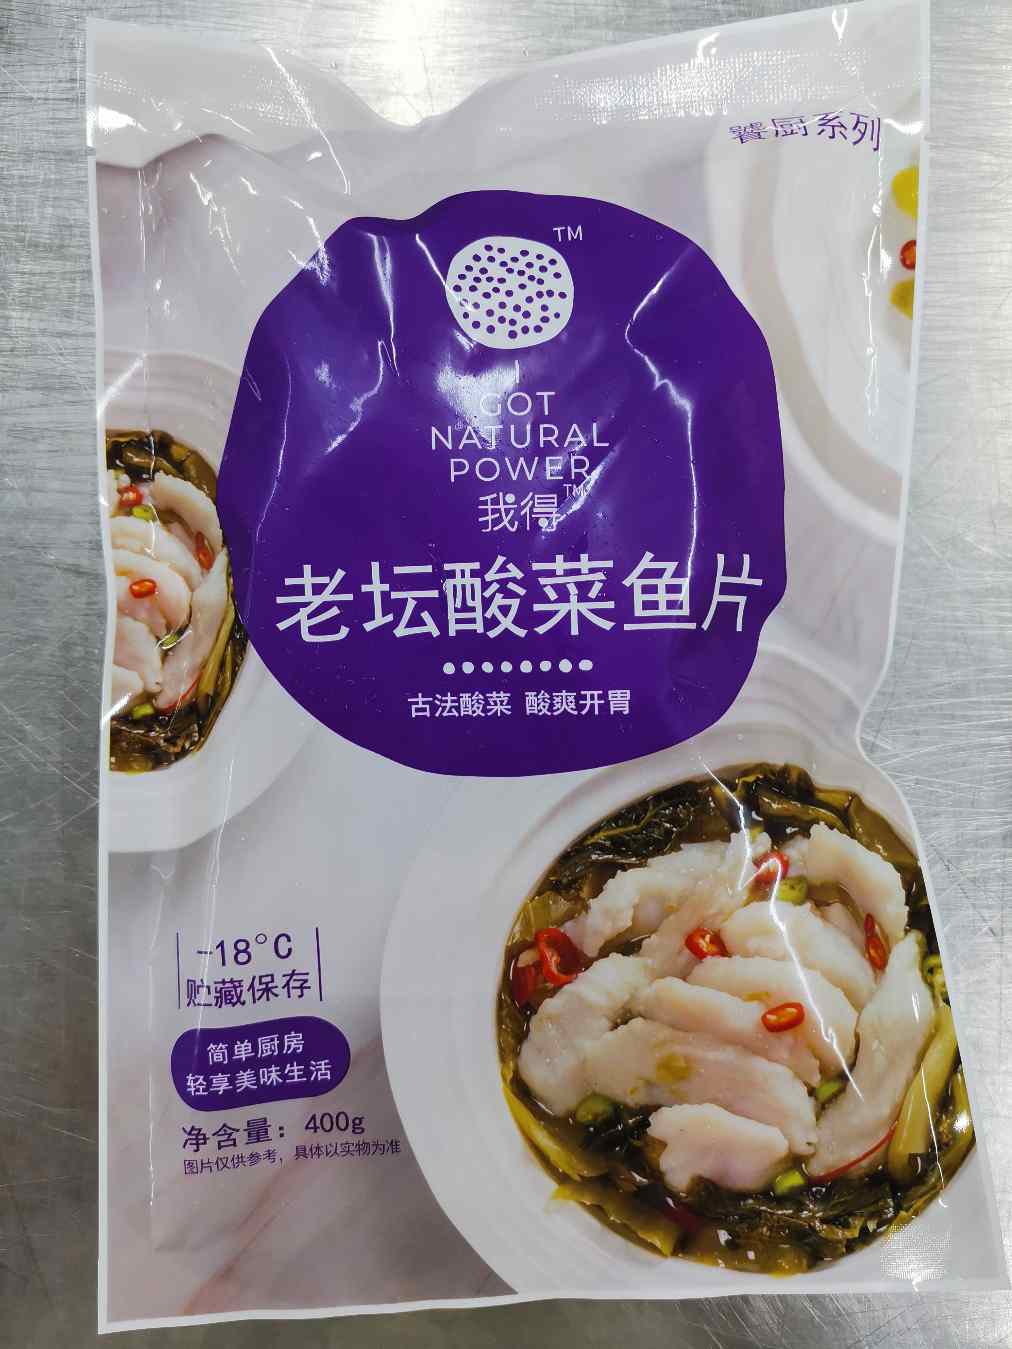 饕厨系列
TM
I
GOT
NATURAL
POWER
我得TM
老坛酸菜鱼片
古法酸菜 酸爽开胃
-18°C
贮藏保存
简单厨房
轻享美味生活
净含量：400g
图片仅供参考，具体以实物为准